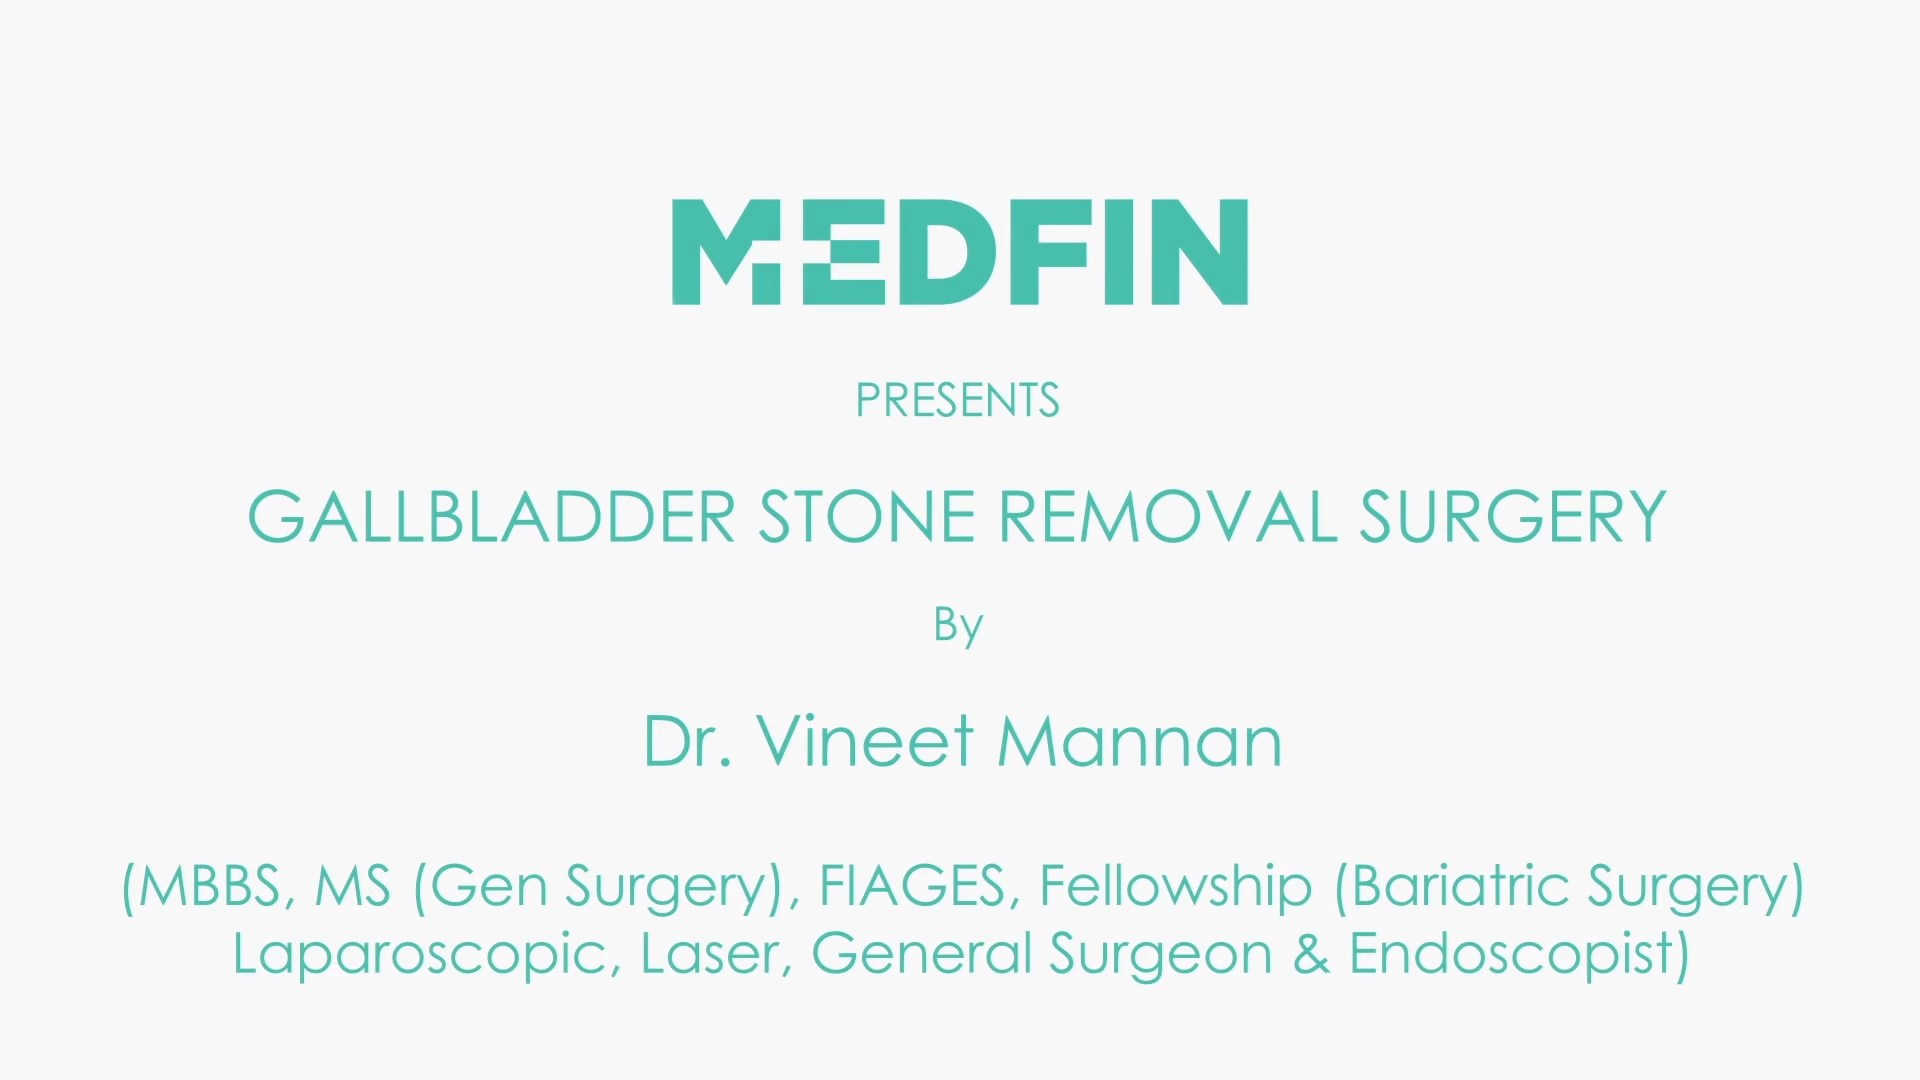 MEDFIN
PRESENTS
GALLBLADDER STONE REMOVAL SURGERY
By
Dr. Vineet Mannan
(MBBS, MS (Gen Surgery), FIAGES, Fellowship (Bariatric Surgery)
Laparoscopic, Laser, General Surgeon & Endoscopist)